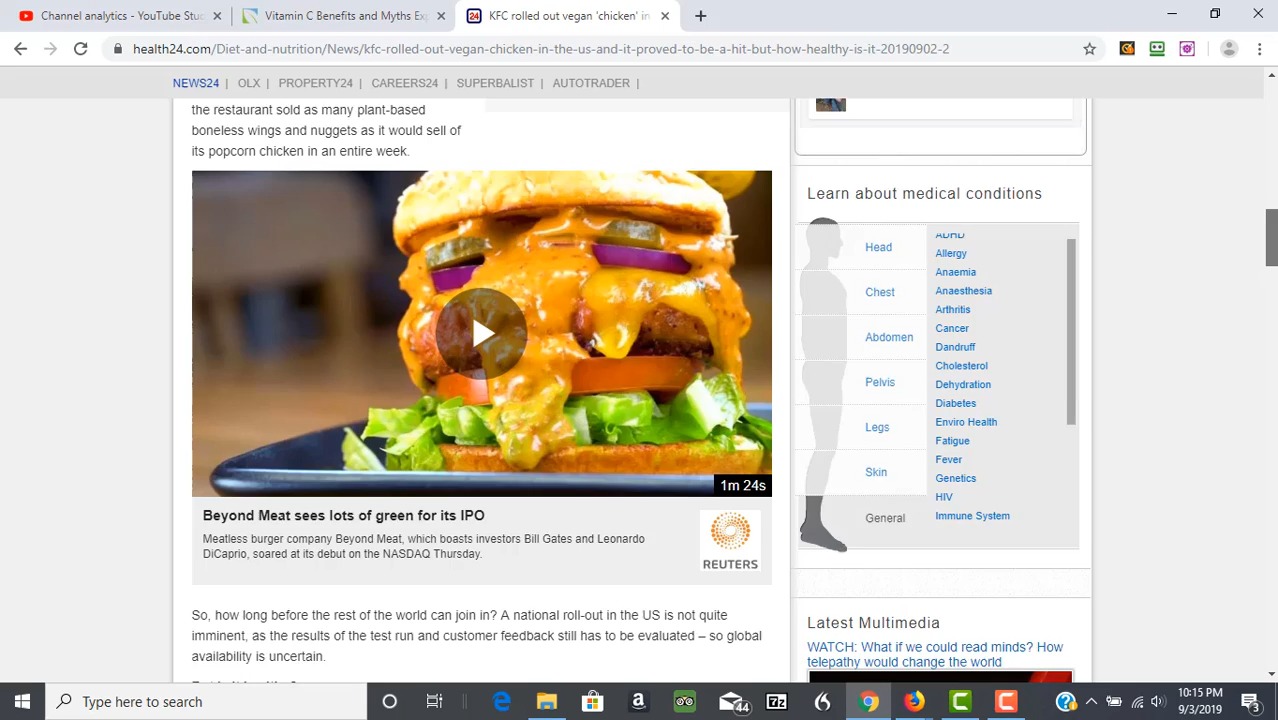 Channel analytics - YouTube Stu
Vitamin C Benefits and Myths Exp
24
KFC rolled out vegan 'chicken' in
health24.com/Diet-and-nutrition/News/kfc-rolled-out-vegan-chicken-in-the-us-and-it-proved-to-be-a-hit-but-how-healthy-is-it-20190902-2
NEWS24 | OLX | PROPERTY24 | CAREERS24 | SUPERBALIST | AUTOTRADER |
the restaurant sold as many plant-based
boneless wings and nuggets as it would sell of
its popcorn chicken in an entire week.
1m 24s
Beyond Meat sees lots of green for its IPO
Meatless burger company Beyond Meat, which boasts investors Bill Gates and Leonardo
DiCaprio, soared at its debut on the NASDAQ Thursday.
REUTERS
So, how long before the rest of the world can join in? A national roll-out in the US is not quite
imminent, as the results of the test run and customer feedback still has to be evaluated – so global
availability is uncertain.
Learn about medical conditions
Head
Chest
Abdomen
Pelvis
Legs
Skin
General
ADHD
Allergy
Anaemia
Anaesthesia
Arthritis
Cancer
Dandruff
Cholesterol
Dehydration
Diabetes
Enviro Health
Fatigue
Fever
Genetics
HIV
Immune System
Latest Multimedia
WATCH: What if we could read minds? How
telepathy would change the world
Type here to search
44
10:15 PM
9/3/2019
3